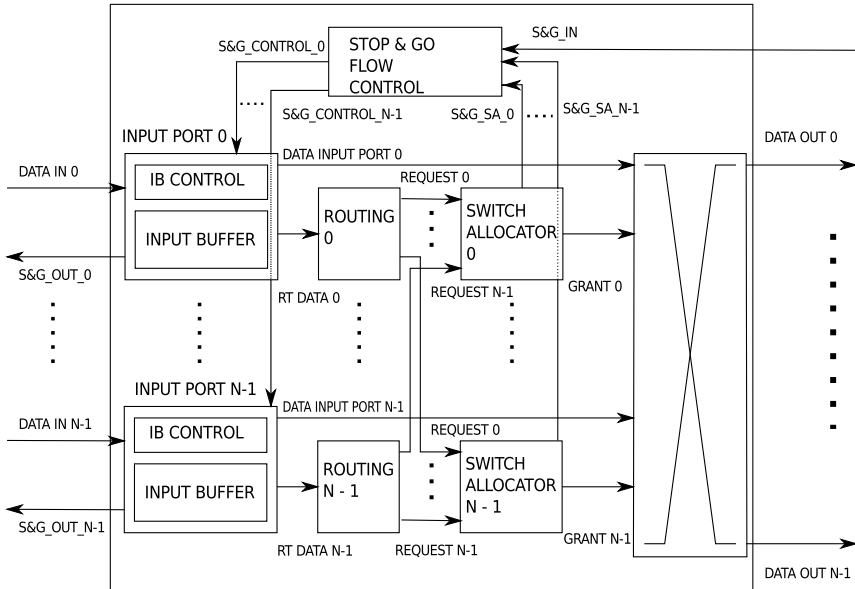 S&G_IN
S&G_CONTROL_0
STOP & GO
FLOW
CONTROL
S&G_CONTROL_N-1
S&G_SA_0
S&G_SA_N-1
INPUT PORT 0
DATA INPUT PORT 0
DATA OUT 0
DATA IN 0
IB CONTROL
REQUEST 0
INPUT BUFFER
ROUTING
0
SWITCH
ALLOCATOR
0
S&G_OUT_0
RT DATA 0
REQUEST N-1
GRANT 0
INPUT PORT N-1
DATA INPUT PORT N-1
DATA IN N-1
IB CONTROL
REQUEST 0
INPUT BUFFER
ROUTING
N - 1
SWITCH
ALLOCATOR
N - 1
S&G_OUT_N-1
RT DATA N-1
REQUEST N-1
GRANT N-1
DATA OUT N-1